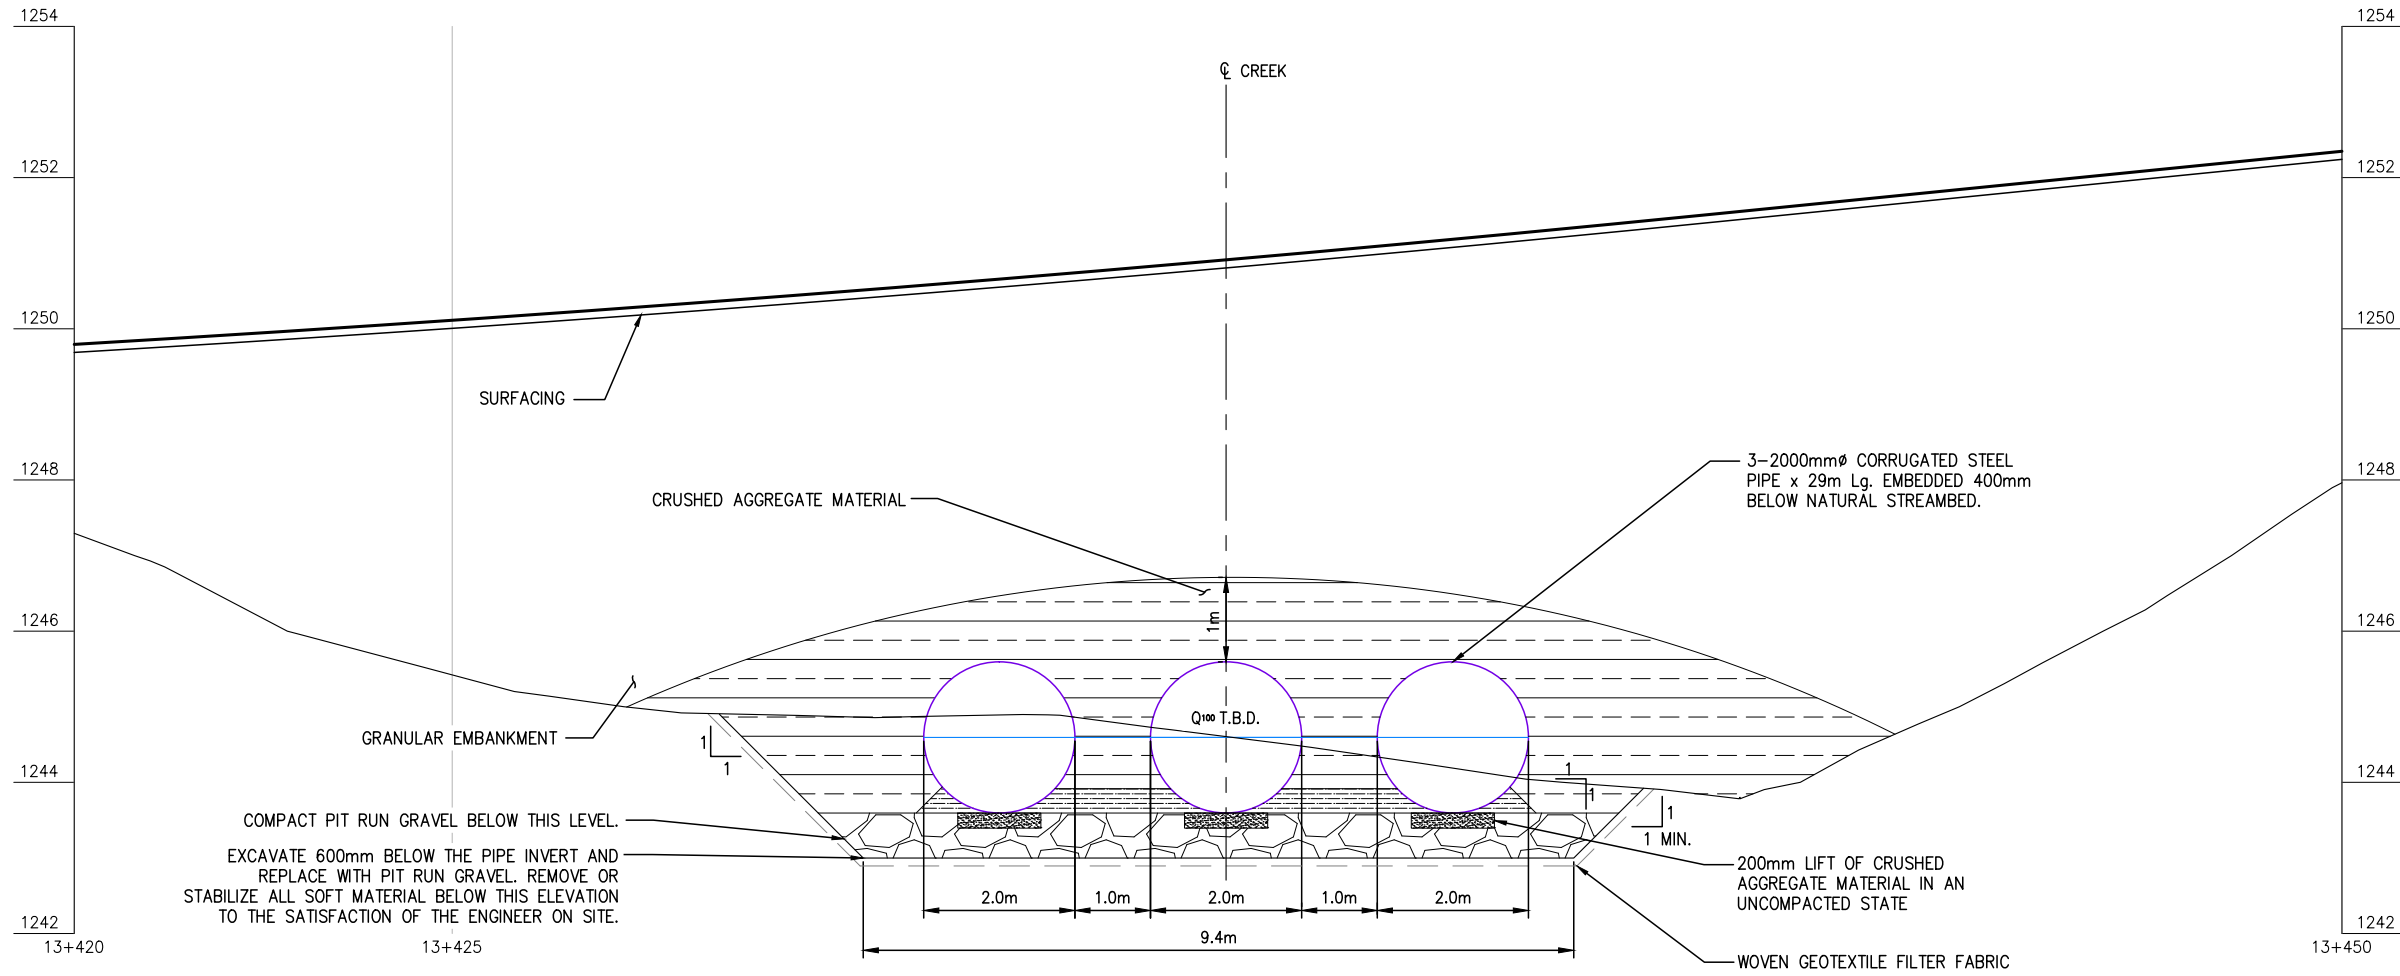 1254
1254
℄ CREEK
1252
1252
1250
1250
SURFACING
1248
1248
3-2000mmø CORRUGATED STEEL
PIPE x 29m Lg. EMBEDDED 400mm
BELOW NATURAL STREAMBED.
CRUSHED AGGREGATE MATERIAL
1m
1246
1246
Q100 T.B.D.
GRANULAR EMBANKMENT
1
1
1
1
1244
1244
1
1 MIN.
COMPACT PIT RUN GRAVEL BELOW THIS LEVEL.
EXCAVATE 600mm BELOW THE PIPE INVERT AND
REPLACE WITH PIT RUN GRAVEL. REMOVE OR
STABILIZE ALL SOFT MATERIAL BELOW THIS ELEVATION
TO THE SATISFACTION OF THE ENGINEER ON SITE.
200mm LIFT OF CRUSHED
AGGREGATE MATERIAL IN AN
UNCOMPACTED STATE
2.0m
1.0m
2.0m
1.0m
2.0m
9.4m
1242
1242
13+420
13+425
13+450
WOVEN GEOTEXTILE FILTER FABRIC